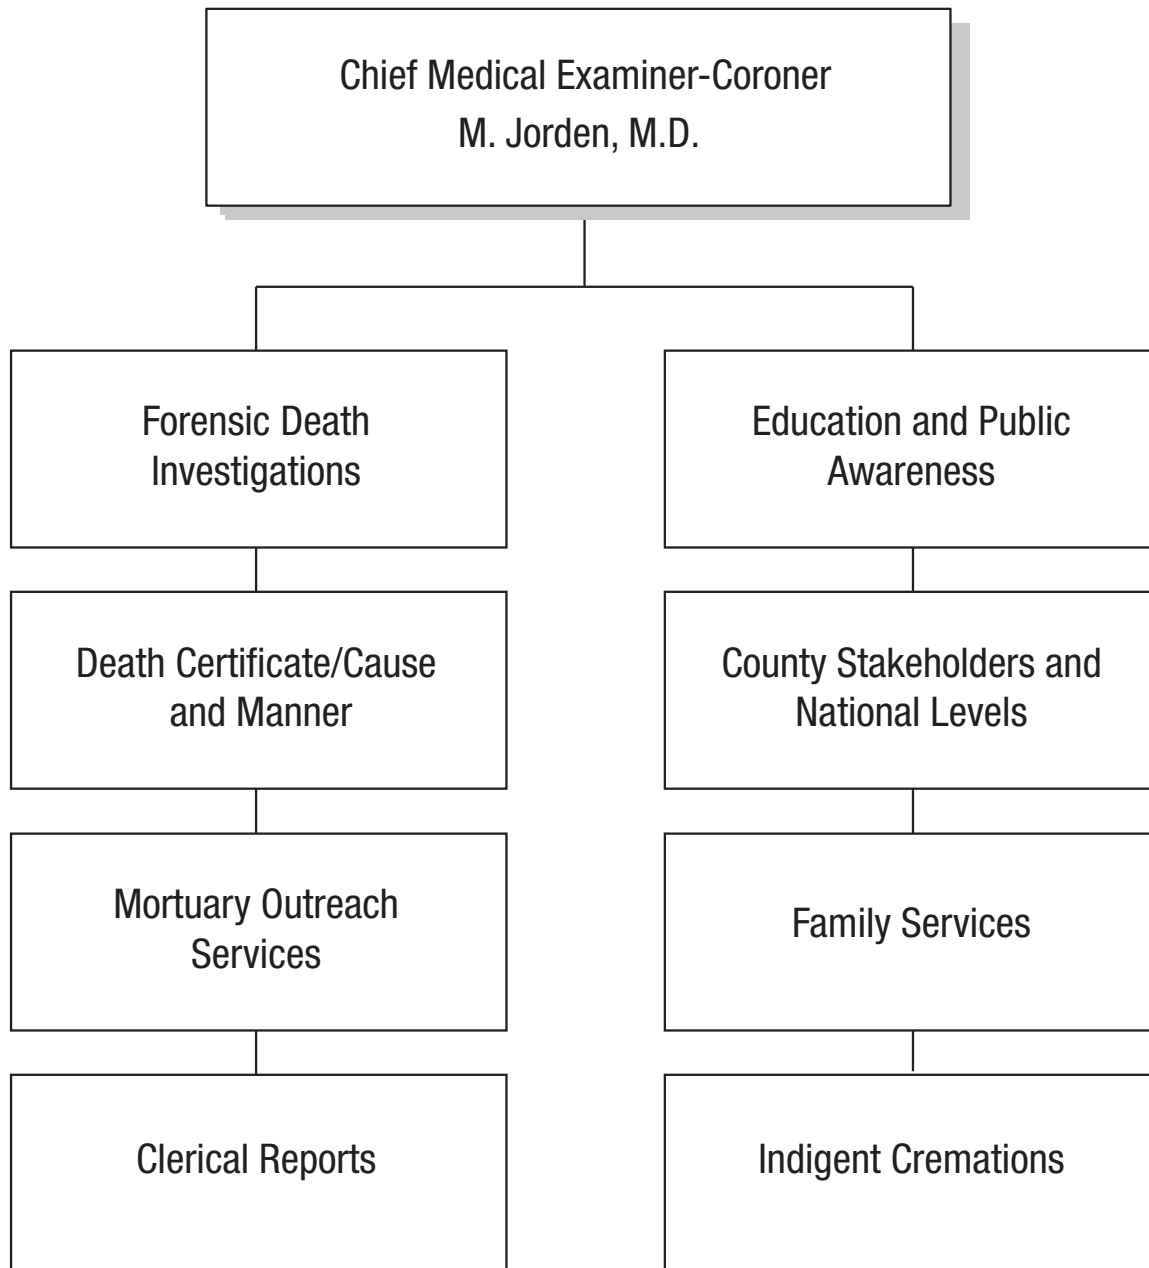 Chief Medical Examiner-Coroner
M. Jorden, M.D.
Forensic Death
Investigations
Education and Public
Awareness
Death Certificate/Cause
and Manner
County Stakeholders and
National Levels
Mortuary Outreach
Services
Family Services
Clerical Reports
Indigent Cremations